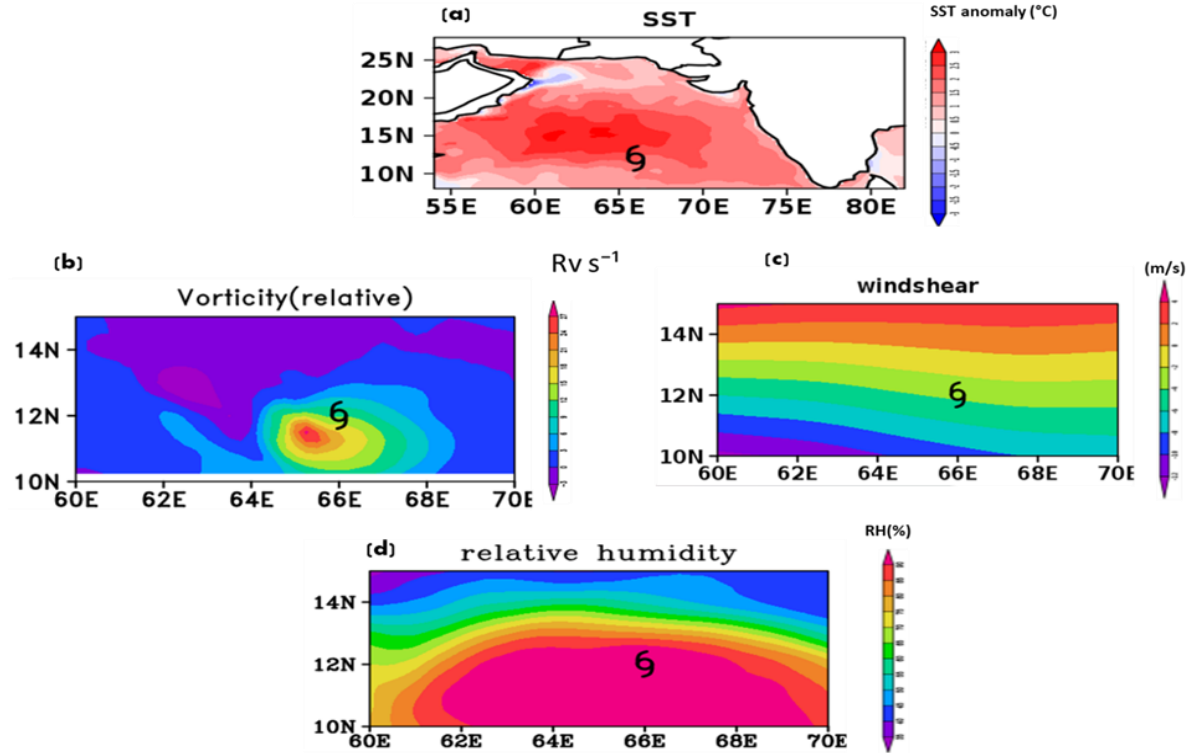 (a)
SST
SST anomaly (°C)
25N
20N
15N
10N
55E 60E 65E 70E 75E 80E
(b)
Rv s⁻¹
Vorticity(relative)
14N
12N
10N
60E 62E 64E 66E 68E 70E
(c)
(m/s)
windshear
14N
12N
10N
60E 62E 64E 66E 68E 70E
(d)
RH(%)
relative humidity
14N
12N
10N
60E 62E 64E 66E 68E 70E